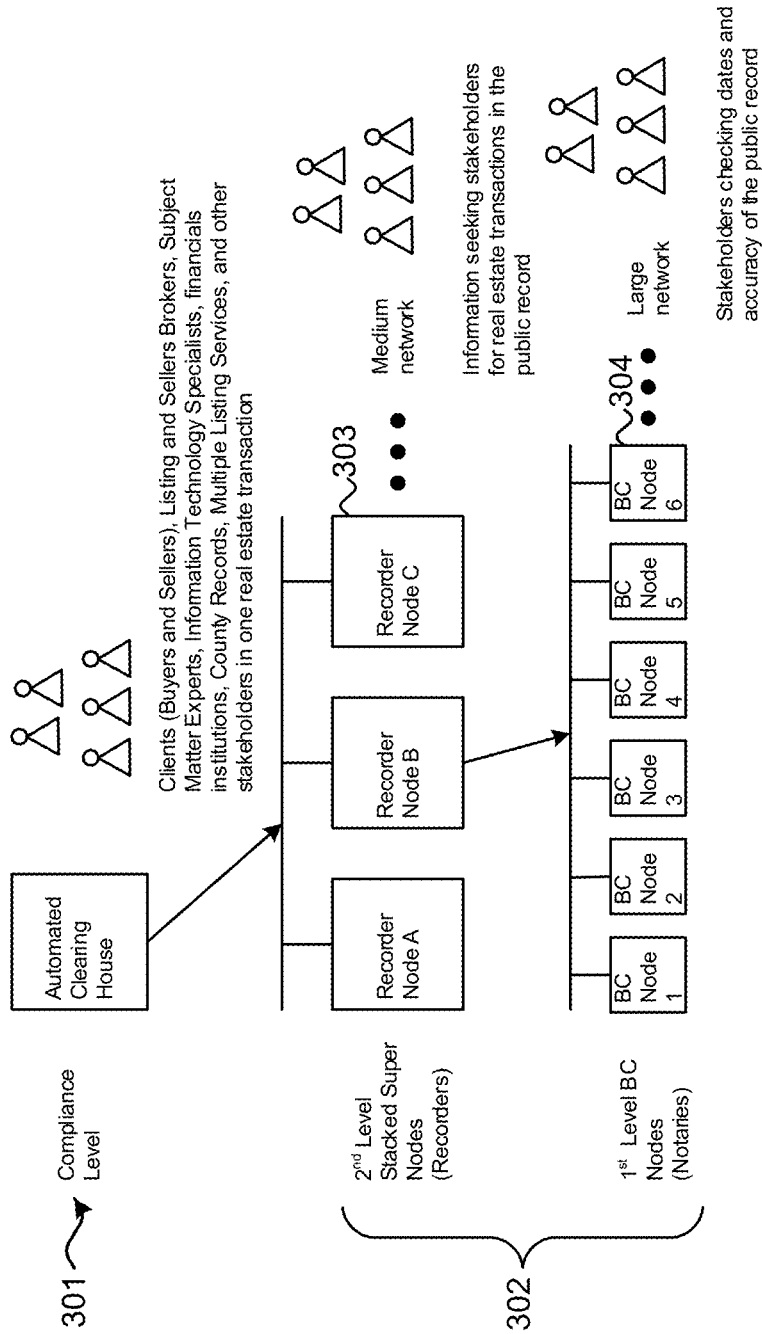 301
Compliance
Level
Automated
Clearing
House
Clients (Buyers and Sellers), Listing and Sellers Brokers, Subject
Matter Experts, Information Technology Specialists, financials
institutions, County Records, Multiple Listing Services, and other
stakeholders in one real estate transaction
302
2nd Level
Stacked Super
Nodes
(Recorders)
Recorder
Node A
Recorder
Node B
Recorder
Node C
303
Medium
network
Information seeking stakeholders
for real estate transactions in the
public record
1st Level BC
Nodes
(Notaries)
BC
Node
1
BC
Node
2
BC
Node
3
BC
Node
4
BC
Node
5
BC
Node
6
304
Large
network
Stakeholders checking dates and
accuracy of the public record